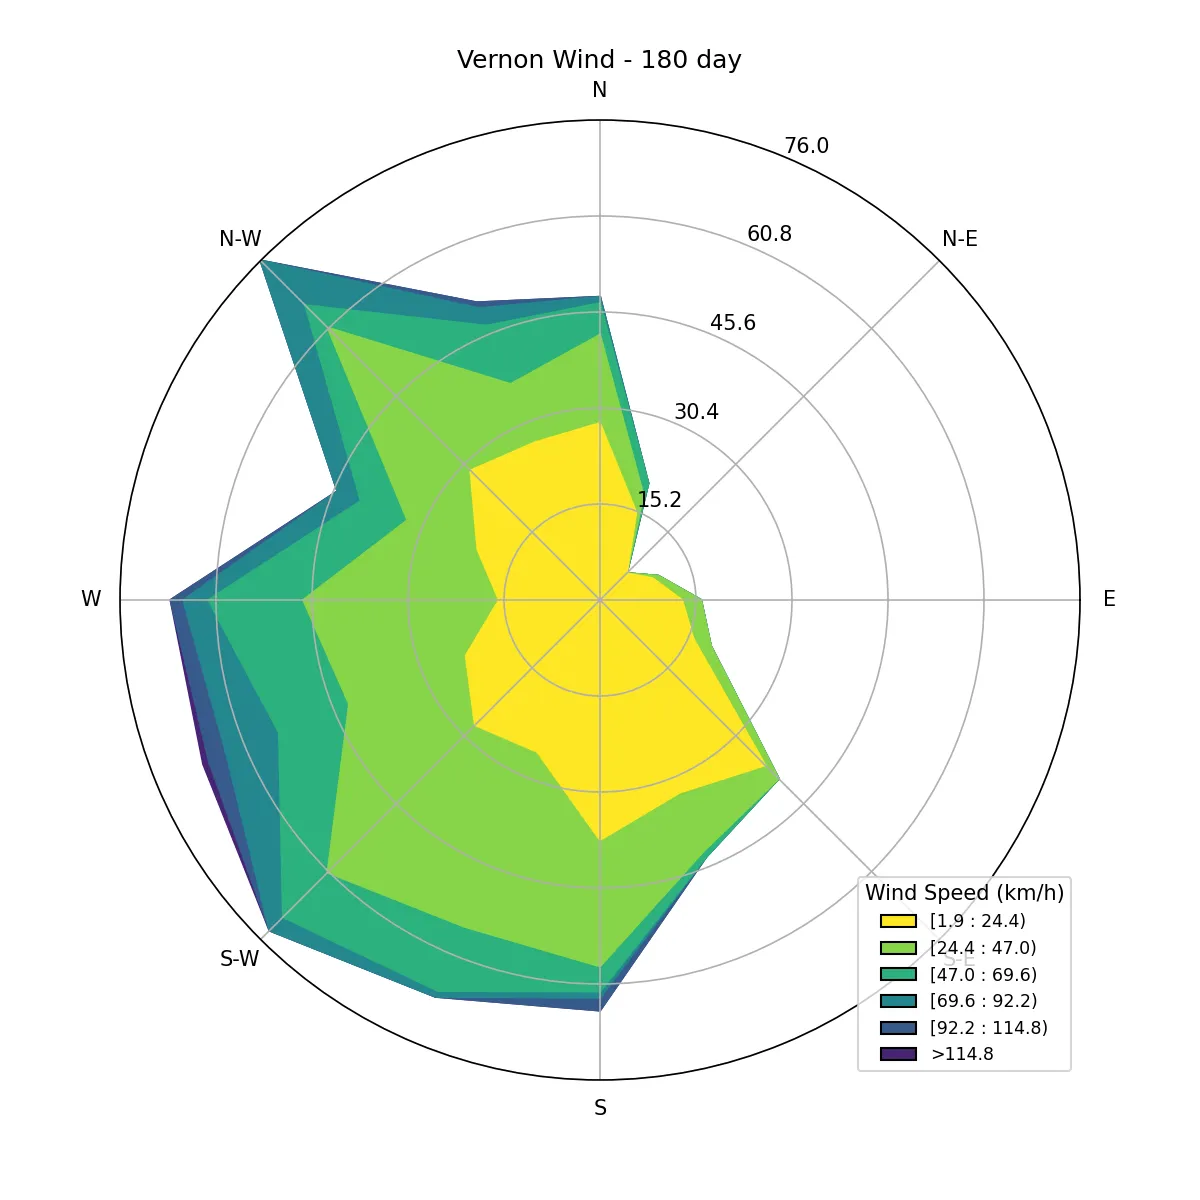 Vernon Wind - 180 day
N
76.0
60.8
N-W
N-E
45.6
30.4
15.2
W
E
S-W
S-E
S
Wind Speed (km/h)
[1.9 : 24.4)
[24.4 : 47.0)
[47.0 : 69.6)
[69.6 : 92.2)
[92.2 : 114.8)
>114.8